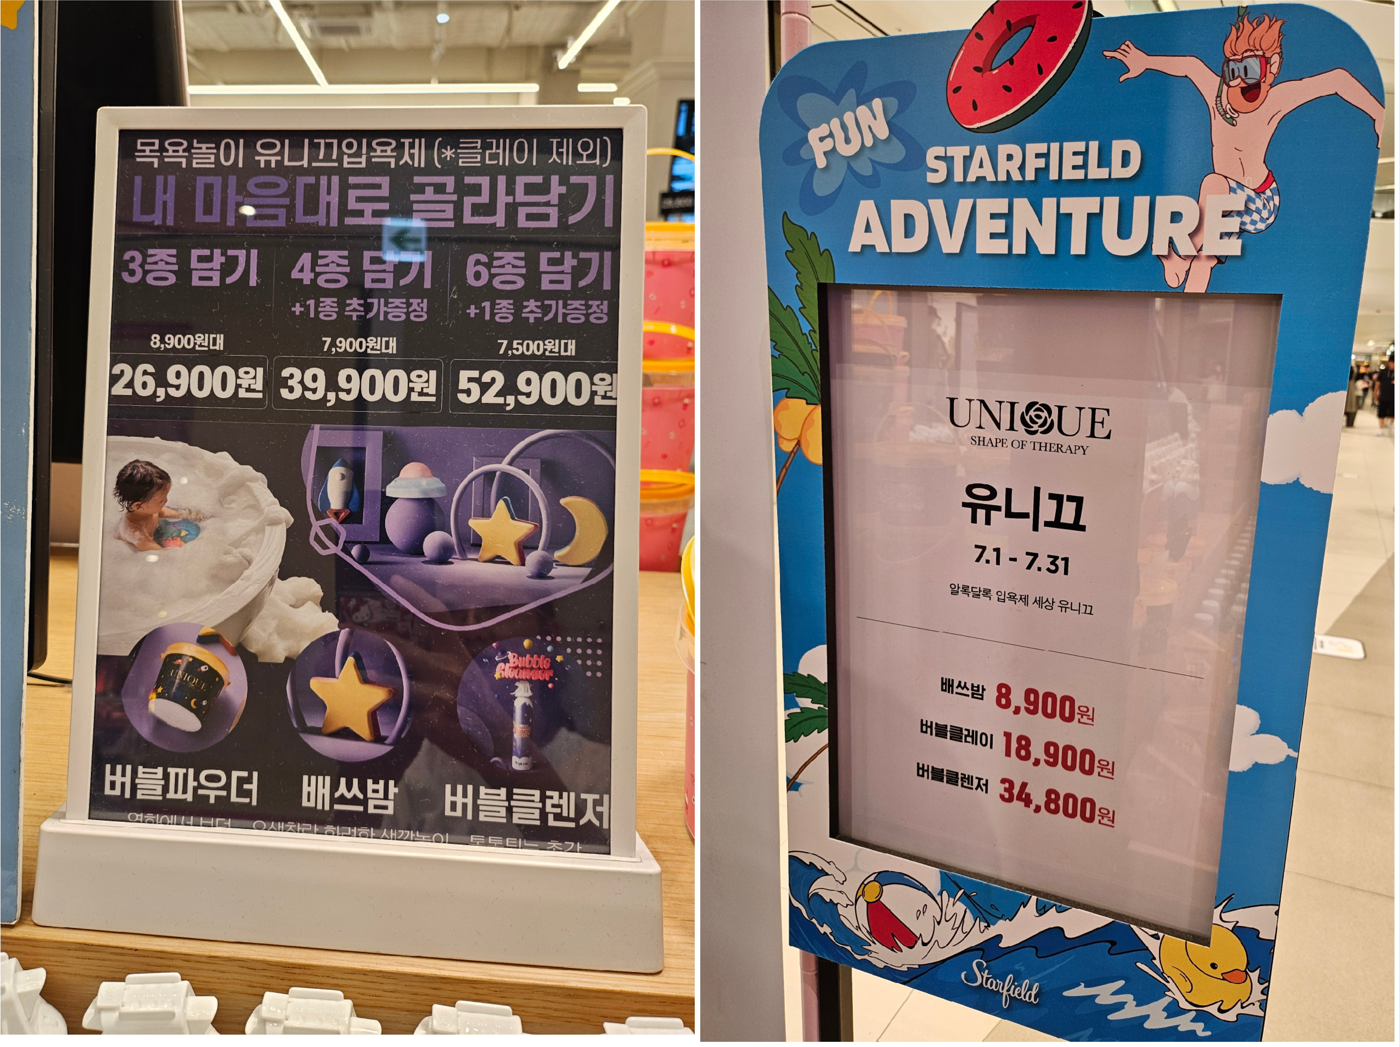 목욕놀이 유니끄입욕제 (*클레이 제외)
내 마음대로 골라담기
3종 담기
4종 담기
+1종 추가증정
6종 담기
+1종 추가증정
8,900원대
26,900원
7,900원대
39,900원
7,500원대
52,900원
UNIQUE
Bubble
Cleanser
버블파우더
배쓰밤
버블클렌저
FUN
STARFIELD
ADVENTURE
UNIQUE
SHAPE OF THERAPY
유니끄
7.1 - 7.31
알록달록 입욕제 세상 유니끄
배쓰밤 8,900원
버블클레이 18,900원
버블클렌저 34,800원
Starfield